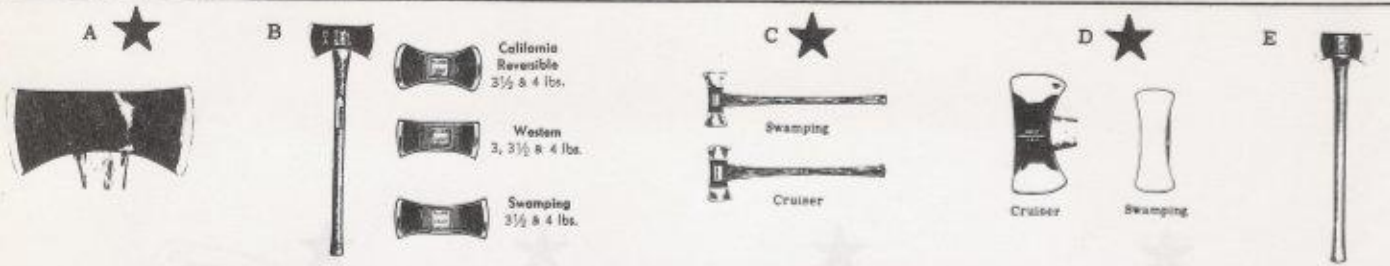 A
B
California
Reversible
3½ & 4 lbs.
Western
3, 3½ & 4 lbs.
Swamping
3½ & 4 lbs.
C
Swamping
Cruiser
D
Cruiser
Swamping
E